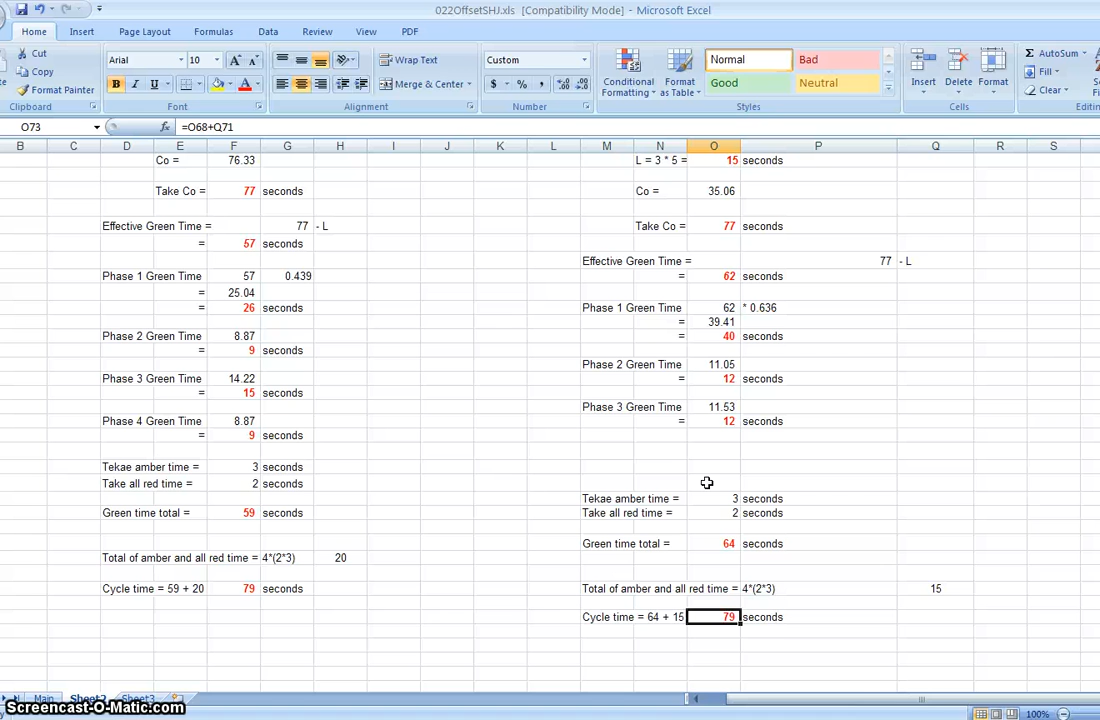 022OffsetSHJ.xls [Compatibility Mode] - Microsoft Excel
Home Insert Page Layout Formulas Data Review View PDF
Cut
Copy
Format Painter
Clipboard
Arial 10
B I U
Font
Wrap Text
Merge & Center
Alignment
Custom
$ % ,
Number
Conditional Formatting
Format as Table
Normal Bad
Good Neutral
Styles
Insert Delete Format
Cells
Σ AutoSum
Fill
Clear
O73 fx =O68+Q71
B C D E F G H I J K L M N O P Q R S
Co = 76.33
Take Co = 77 seconds
Effective Green Time = 77 - L
= 57 seconds
Phase 1 Green Time 57 0.439
= 25.04
= 26 seconds
Phase 2 Green Time 8.87
= 9 seconds
Phase 3 Green Time 14.22
= 15 seconds
Phase 4 Green Time 8.87
= 9 seconds
Tekae amber time = 3 seconds
Take all red time = 2 seconds
Green time total = 59 seconds
Total of amber and all red time = 4*(2*3) 20
Cycle time = 59 + 20 79 seconds
L = 3 * 5 = 15 seconds
Co = 35.06
Take Co = 77 seconds
Effective Green Time = 77 - L
= 62 seconds
Phase 1 Green Time 62 * 0.636
= 39.41
= 40 seconds
Phase 2 Green Time 11.05
= 12 seconds
Phase 3 Green Time 11.53
= 12 seconds
Tekae amber time = 3 seconds
Take all red time = 2 seconds
Green time total = 64 seconds
Total of amber and all red time = 4*(2*3) 15
Cycle time = 64 + 15 79 seconds
Main Sheet2 Sheet3
Screencast-O-Matic.com
100%